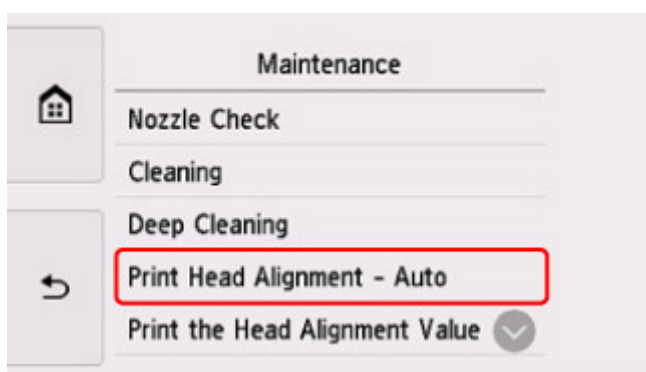 Maintenance
Nozzle Check
Cleaning
Deep Cleaning
Print Head Alignment - Auto
Print the Head Alignment Value